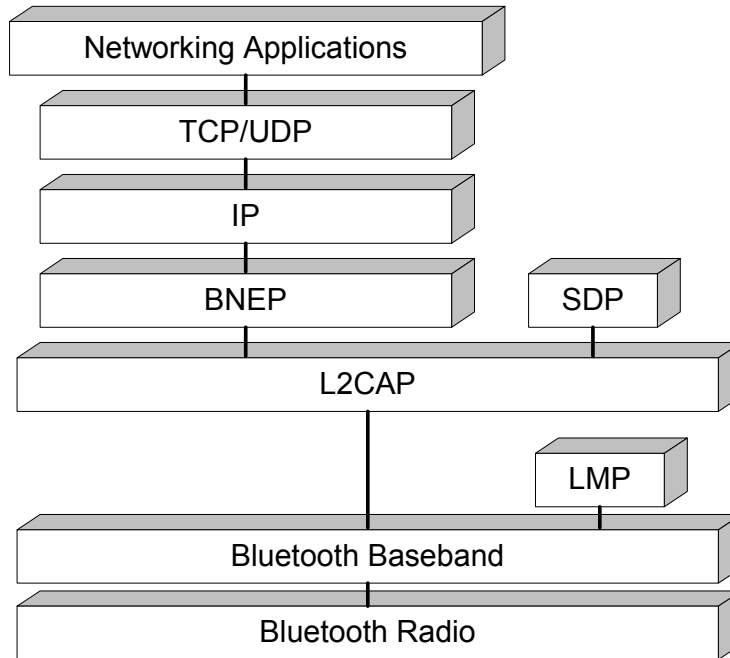 Networking Applications
TCP/UDP
IP
BNEP
SDP
L2CAP
LMP
Bluetooth Baseband
Bluetooth Radio